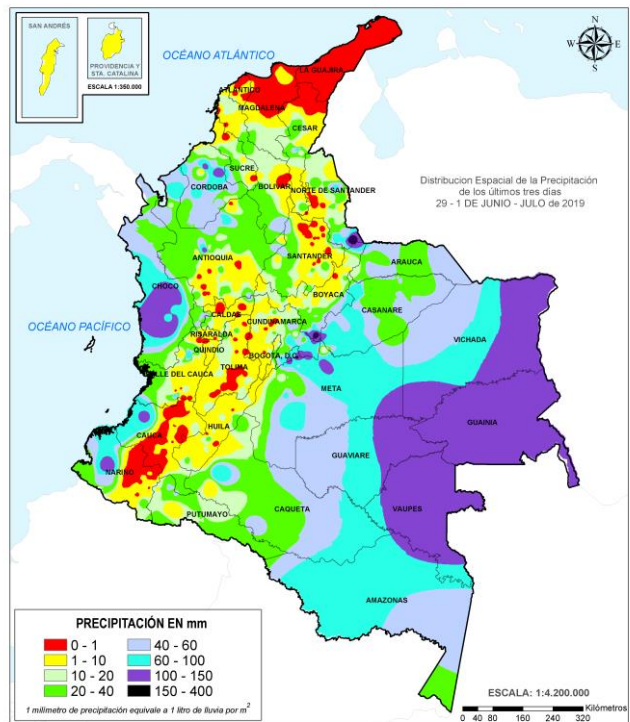 SAN ANDRÉS
PROVIDENCIA Y
STA. CATALINA
ESCALA 1:350.000
OCÉANO ATLÁNTICO
N
W E
S
LA GUAJIRA
ATLÁNTICO
MAGDALENA
CESAR
SUCRE
CORDOBA
BOLIVAR
NORTE DE SANTANDER
Distribucion Espacial de la Precipitación
de los últimos tres días
29 - 1 DE JUNIO - JULO de 2019
ANTIOQUIA
SANTANDER
ARAUCA
CHOCO
BOYACA
CASANARE
OCÉANO PACÍFICO
CALDAS
CUNDINAMARCA
RISARALDA
VICHADA
QUINDIO
BOGOTA, D.C.
TOLIMA
VALLE DEL CAUCA
META
GUAINIA
CAUCA
HUILA
GUAVIARE
NARIÑO
VAUPES
CAQUETA
PUTUMAYO
AMAZONAS
PRECIPITACIÓN EN mm
0 - 1 40 - 60
1 - 10 60 - 100
10 - 20 100 - 150
20 - 40 150 - 400
1 milimetro de precipitación equivale a 1 litro de lluvia por m2
ESCALA: 1:4.200.000
Kilómetros
0 40 80 160 240 320